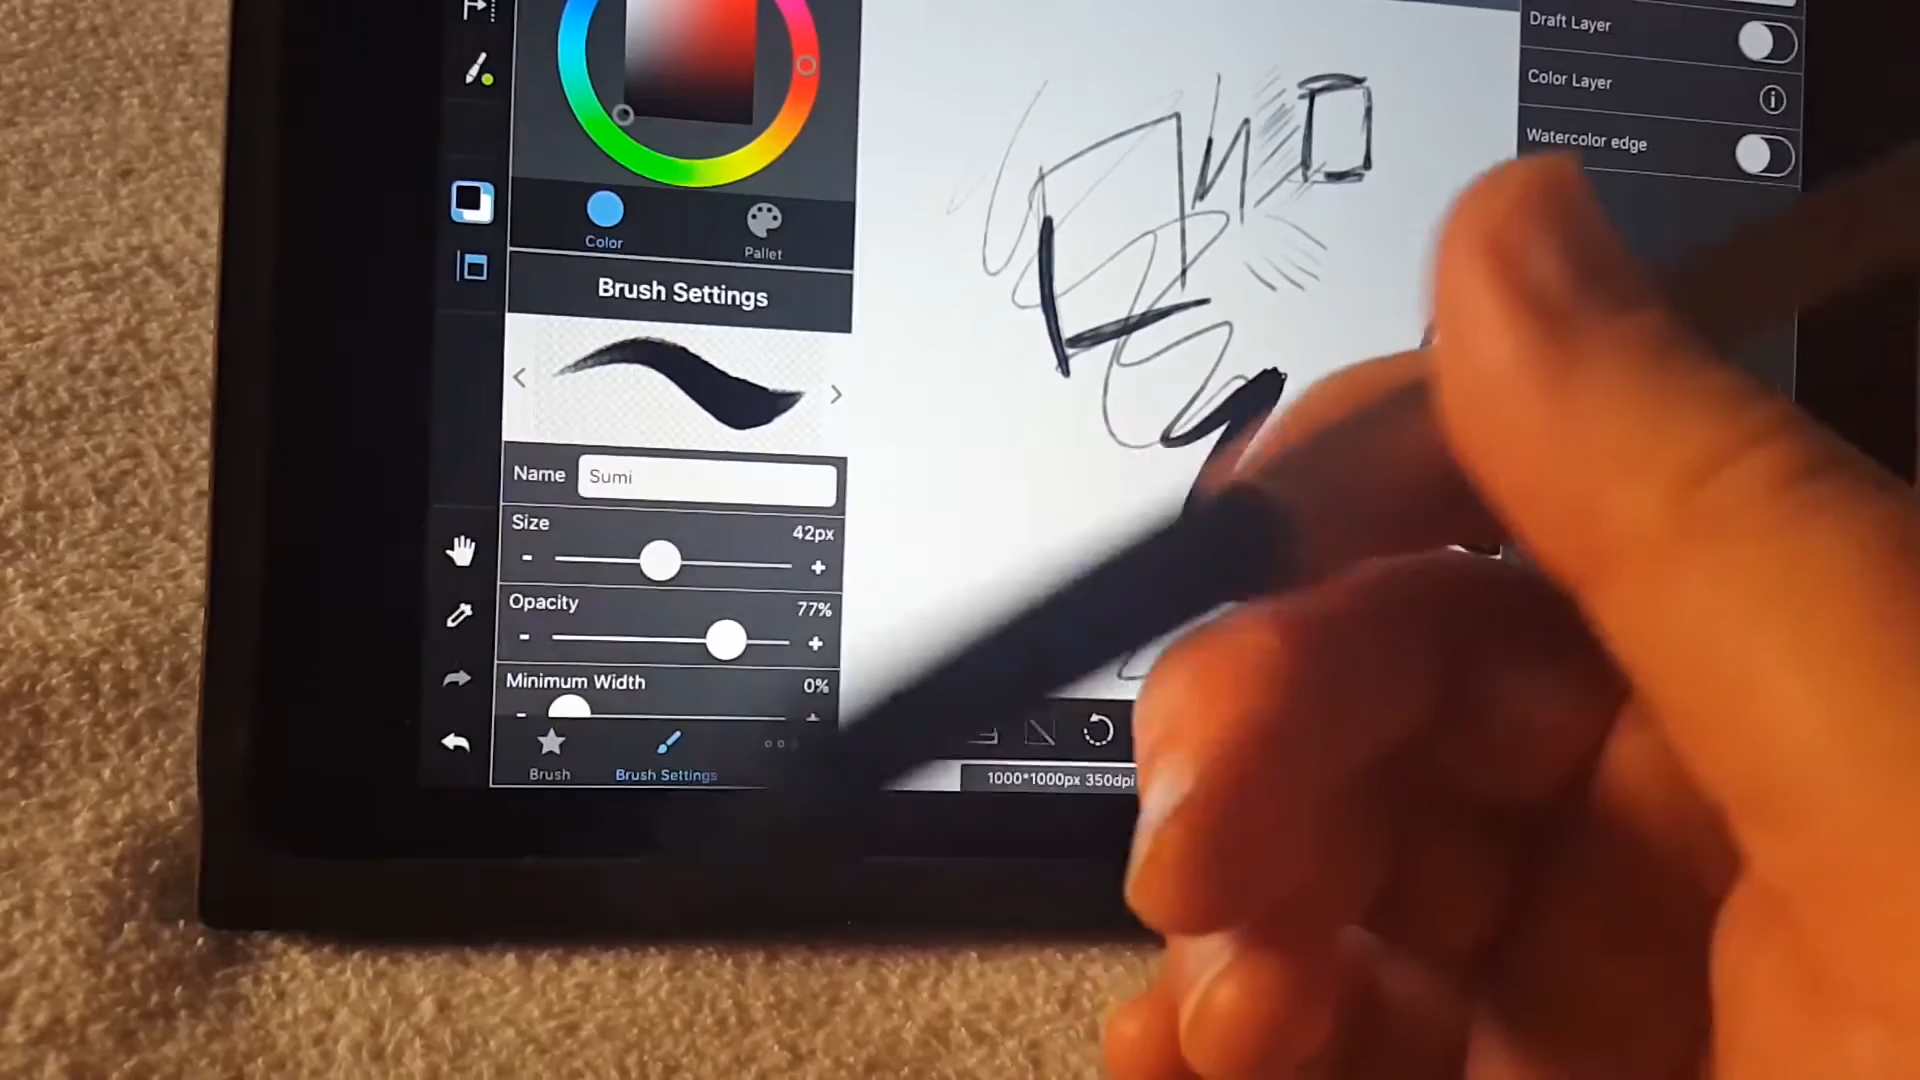 Draft Layer
Color Layer
Watercolor edge
Color
Pallet
Brush Settings
Name Sumi
Size
42px
Opacity
77%
Minimum Width
0%
Brush
Brush Settings
1000*1000px 350dpi